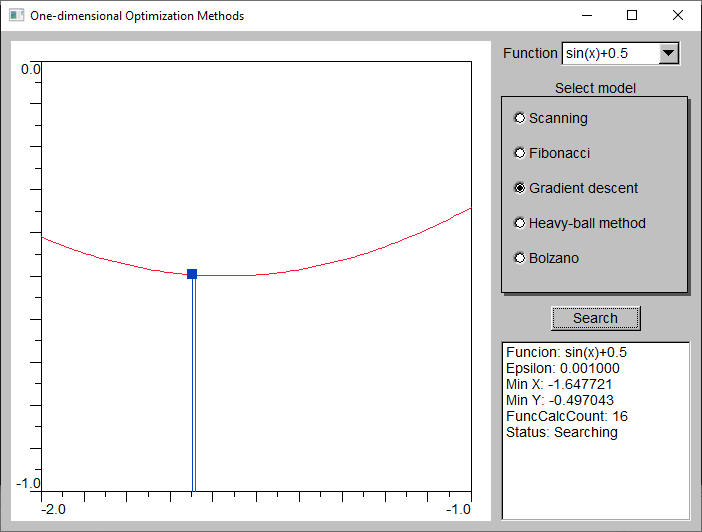 One-dimensional Optimization Methods
Function sin(x)+0.5
Select model
Scanning
Fibonacci
Gradient descent
Heavy-ball method
Bolzano
Search
Funcion: sin(x)+0.5
Epsilon: 0.001000
Min X: -1.647721
Min Y: -0.497043
FuncCalcCount: 16
Status: Searching
0.0
-1.0
-2.0
-1.0